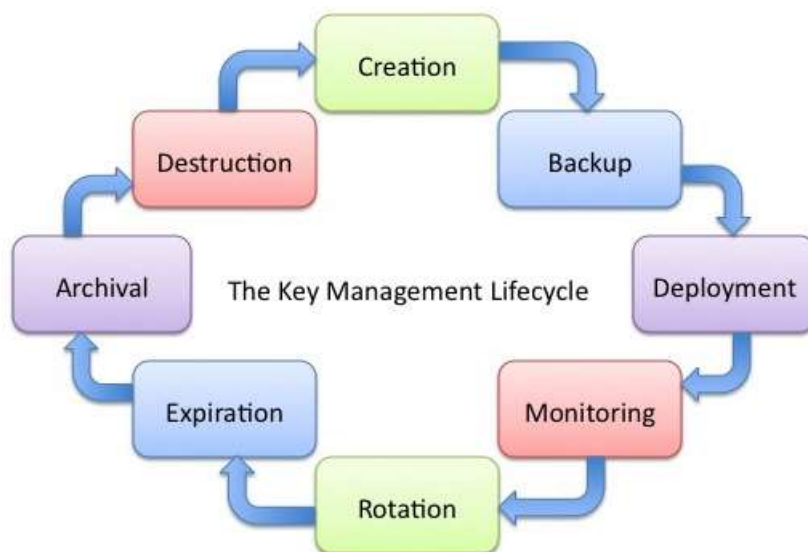 Creation
Destruction
Backup
Archival
The Key Management Lifecycle
Deployment
Expiration
Monitoring
Rotation